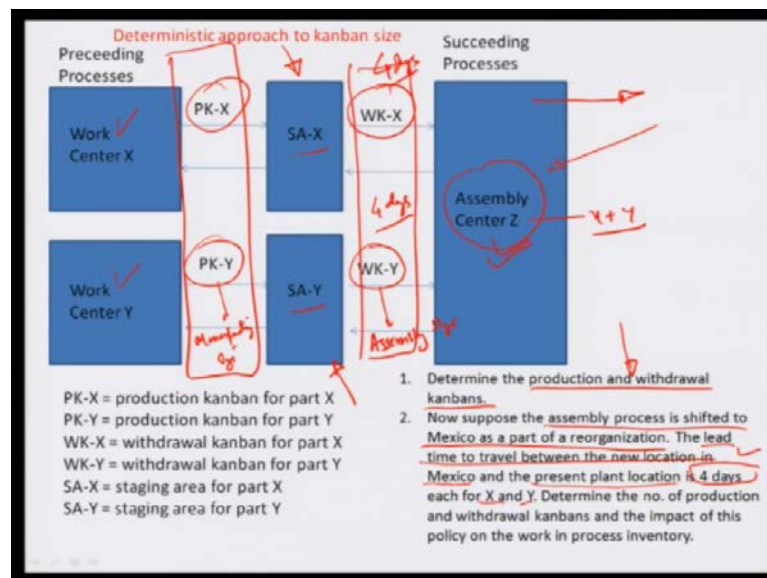 Deterministic approach to kanban size
Preceeding
Processes
Succeeding
Processes
4 days
PK-X
WK-X
Work
Center X
SA-X
4 days
Assembly
Center Z
X+Y
PK-Y
WK-Y
Work
Center Y
SA-Y
Assembly
PK-X = production kanban for part X
PK-Y = production kanban for part Y
WK-X = withdrawal kanban for part X
WK-Y = withdrawal kanban for part Y
SA-X = staging area for part X
SA-Y = staging area for part Y
1. Determine the production and withdrawal
kanbans.
2. Now suppose the assembly process is shifted to
Mexico as a part of a reorganization. The lead
time to travel between the new location in
Mexico and the present plant location is 4 days
each for X and Y. Determine the no. of production
and withdrawal kanbans and the impact of this
policy on the work in process inventory.